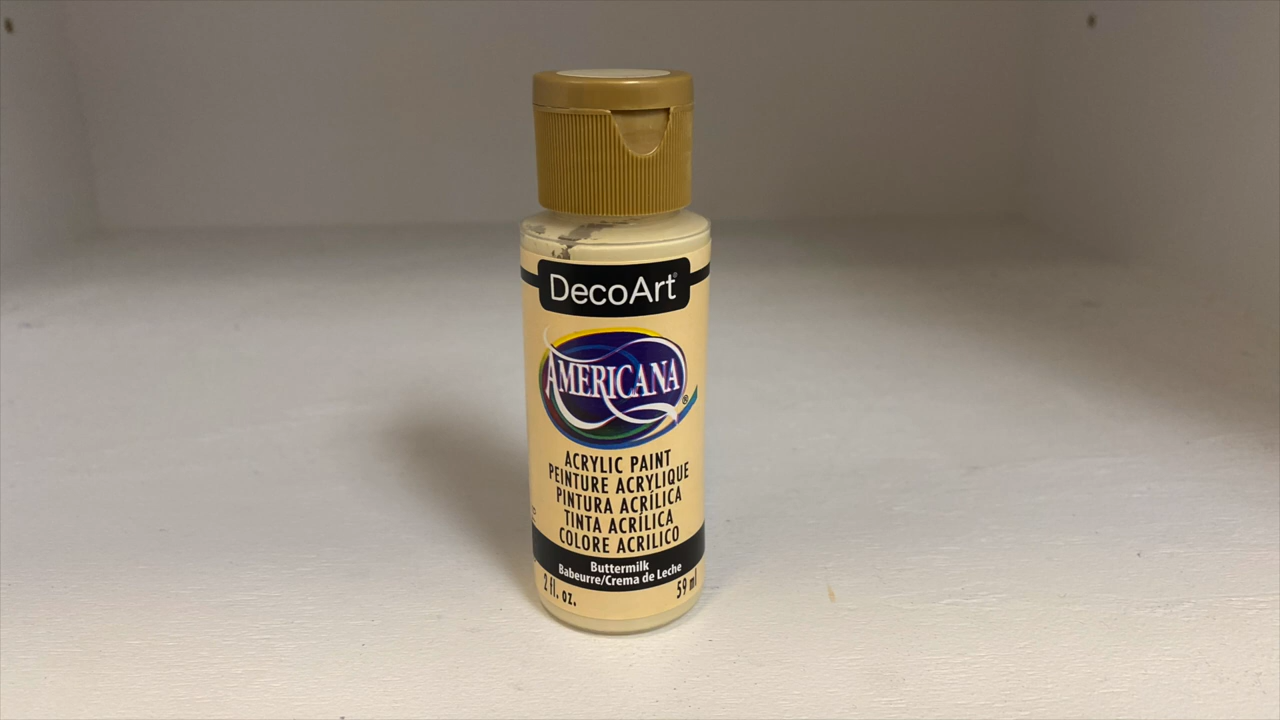 DecoArt®
AMERICANA®
ACRYLIC PAINT
PEINTURE ACRYLIQUE
PINTURA ACRÍLICA
TINTA ACRÍLICA
COLORE ACRILICO
Buttermilk
Babeurre/Crema de Leche
2 fl. oz. 59 ml